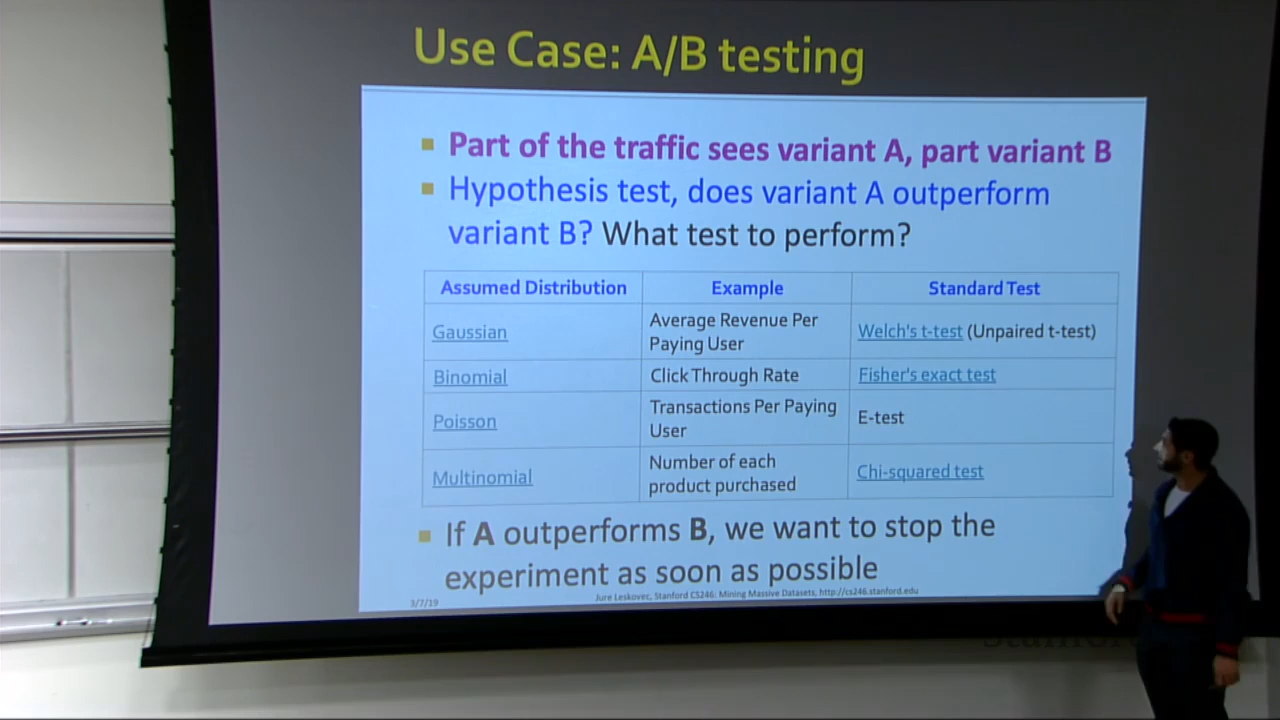 Use Case: A/B testing
Part of the traffic sees variant A, part variant B
Hypothesis test, does variant A outperform
variant B? What test to perform?
Assumed Distribution Example Standard Test
Gaussian Average Revenue Per Paying User Welch's t-test (Unpaired t-test)
Binomial Click Through Rate Fisher's exact test
Poisson Transactions Per Paying User E-test
Multinomial Number of each product purchased Chi-squared test
If A outperforms B, we want to stop the
experiment as soon as possible
3/7/19 Jure Leskovec, Stanford CS246: Mining Massive Datasets, http://cs246.stanford.edu